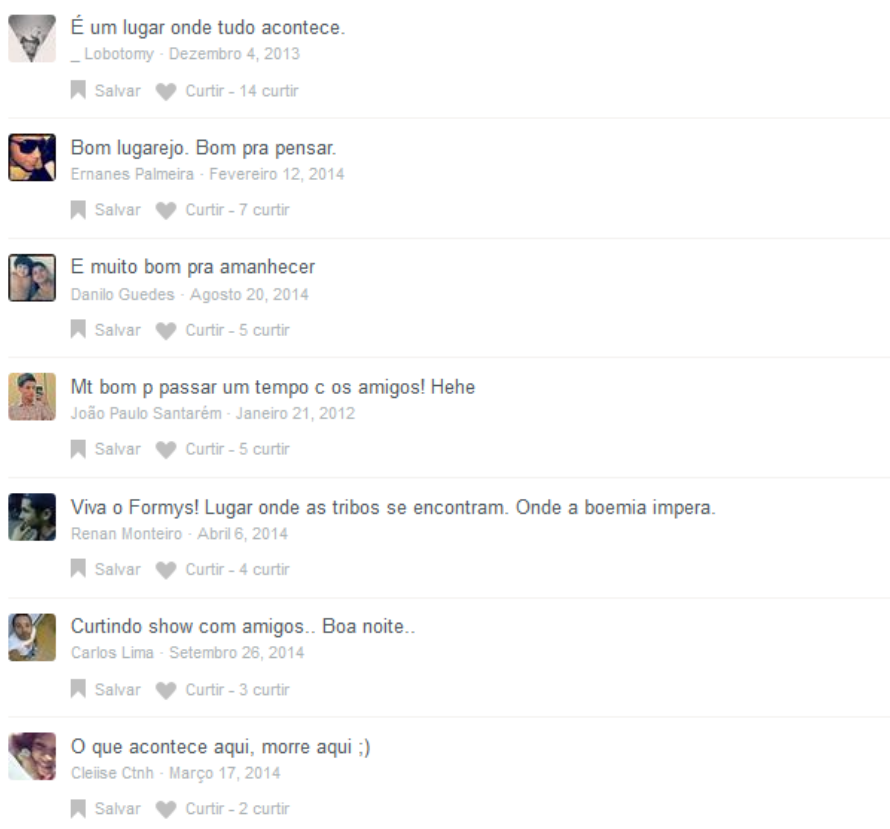 É um lugar onde tudo acontece.
_ Lobotomy · Dezembro 4, 2013
Salvar Curtir - 14 curtir
Bom lugarejo. Bom pra pensar.
Ernanes Palmeira · Fevereiro 12, 2014
Salvar Curtir - 7 curtir
E muito bom pra amanhecer
Danilo Guedes · Agosto 20, 2014
Salvar Curtir - 5 curtir
Mt bom p passar um tempo c os amigos! Hehe
João Paulo Santarém · Janeiro 21, 2012
Salvar Curtir - 5 curtir
Viva o Formys! Lugar onde as tribos se encontram. Onde a boemia impera.
Renan Monteiro · Abril 6, 2014
Salvar Curtir - 4 curtir
Curtindo show com amigos.. Boa noite..
Carlos Lima · Setembro 26, 2014
Salvar Curtir - 3 curtir
O que acontece aqui, morre aqui ;)
Cleiise Ctnh · Março 17, 2014
Salvar Curtir - 2 curtir